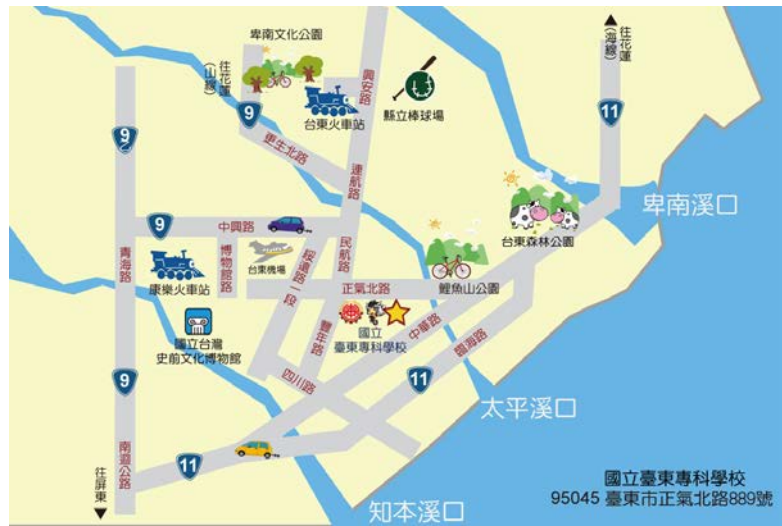 卑南文化公園
往花蓮
(山線)
9
台東火車站
興安路
縣立棒球場
往花蓮
(海線)
11
9
更生北路
連航路
卑南溪口
9
中興路
台東森林公園
青海路
康樂火車站
博物館路
台東機場
綏遠路一段
民航路
正氣北路
鯉魚山公園
國立台灣
史前文化博物館
豐年路
國立
臺東專科學校
中華路
臨海路
9
四川路
11
太平溪口
南迴公路
11
往屏東
知本溪口
國立臺東專科學校
95045 臺東市正氣北路889號